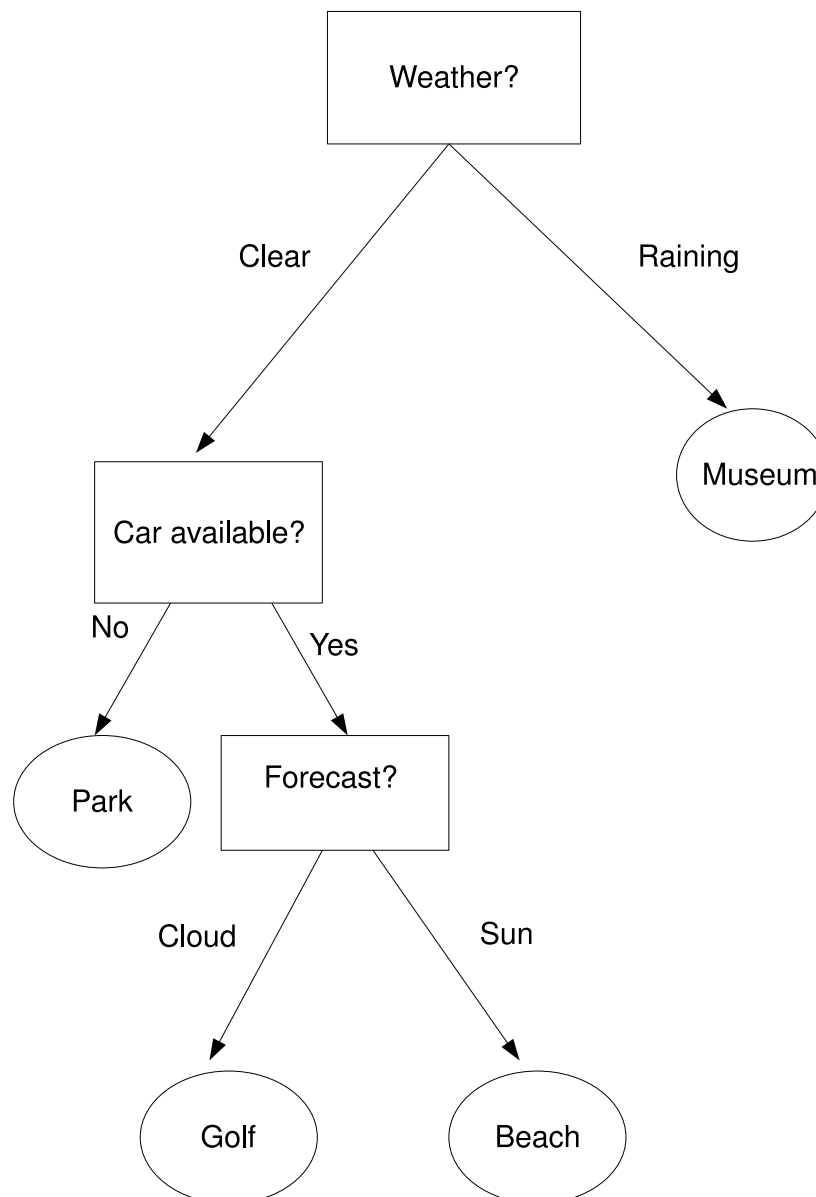 Weather?
Clear
Raining
Museum
Car available?
No
Yes
Forecast?
Park
Cloud
Sun
Golf
Beach